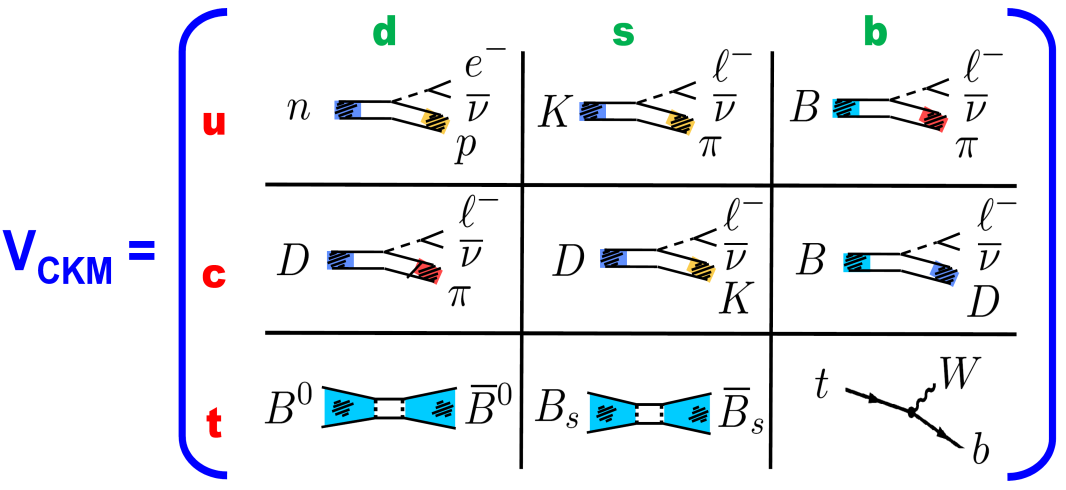 d s b
u n e⁻ ν̅ p K ℓ⁻ ν̅ π B ℓ⁻ ν̅ π
V_CKM = c D ℓ⁻ ν̅ π D ℓ⁻ ν̅ K B ℓ⁻ ν̅ D
t B⁰ B̅⁰ B_s B̅_s t W b